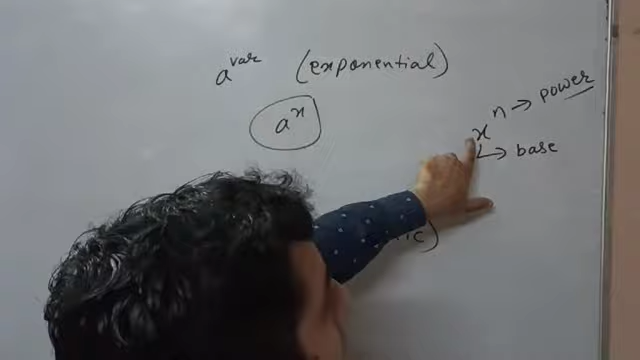 a^var (exponential)
a^x
x^n → power
↳ base